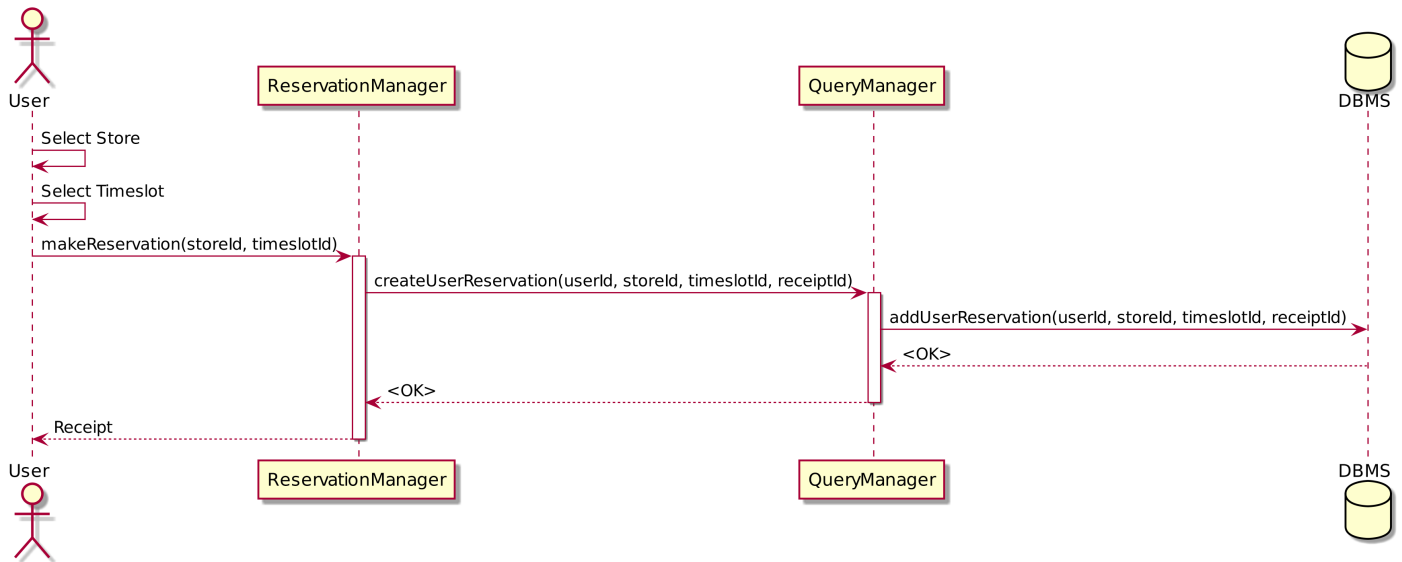 User
ReservationManager
QueryManager
DBMS
Select Store
Select Timeslot
makeReservation(storeId, timeslotId)
createUserReservation(userId, storeId, timeslotId, receiptId)
addUserReservation(userId, storeId, timeslotId, receiptId)
<OK>
<OK>
Receipt
User
ReservationManager
QueryManager
DBMS